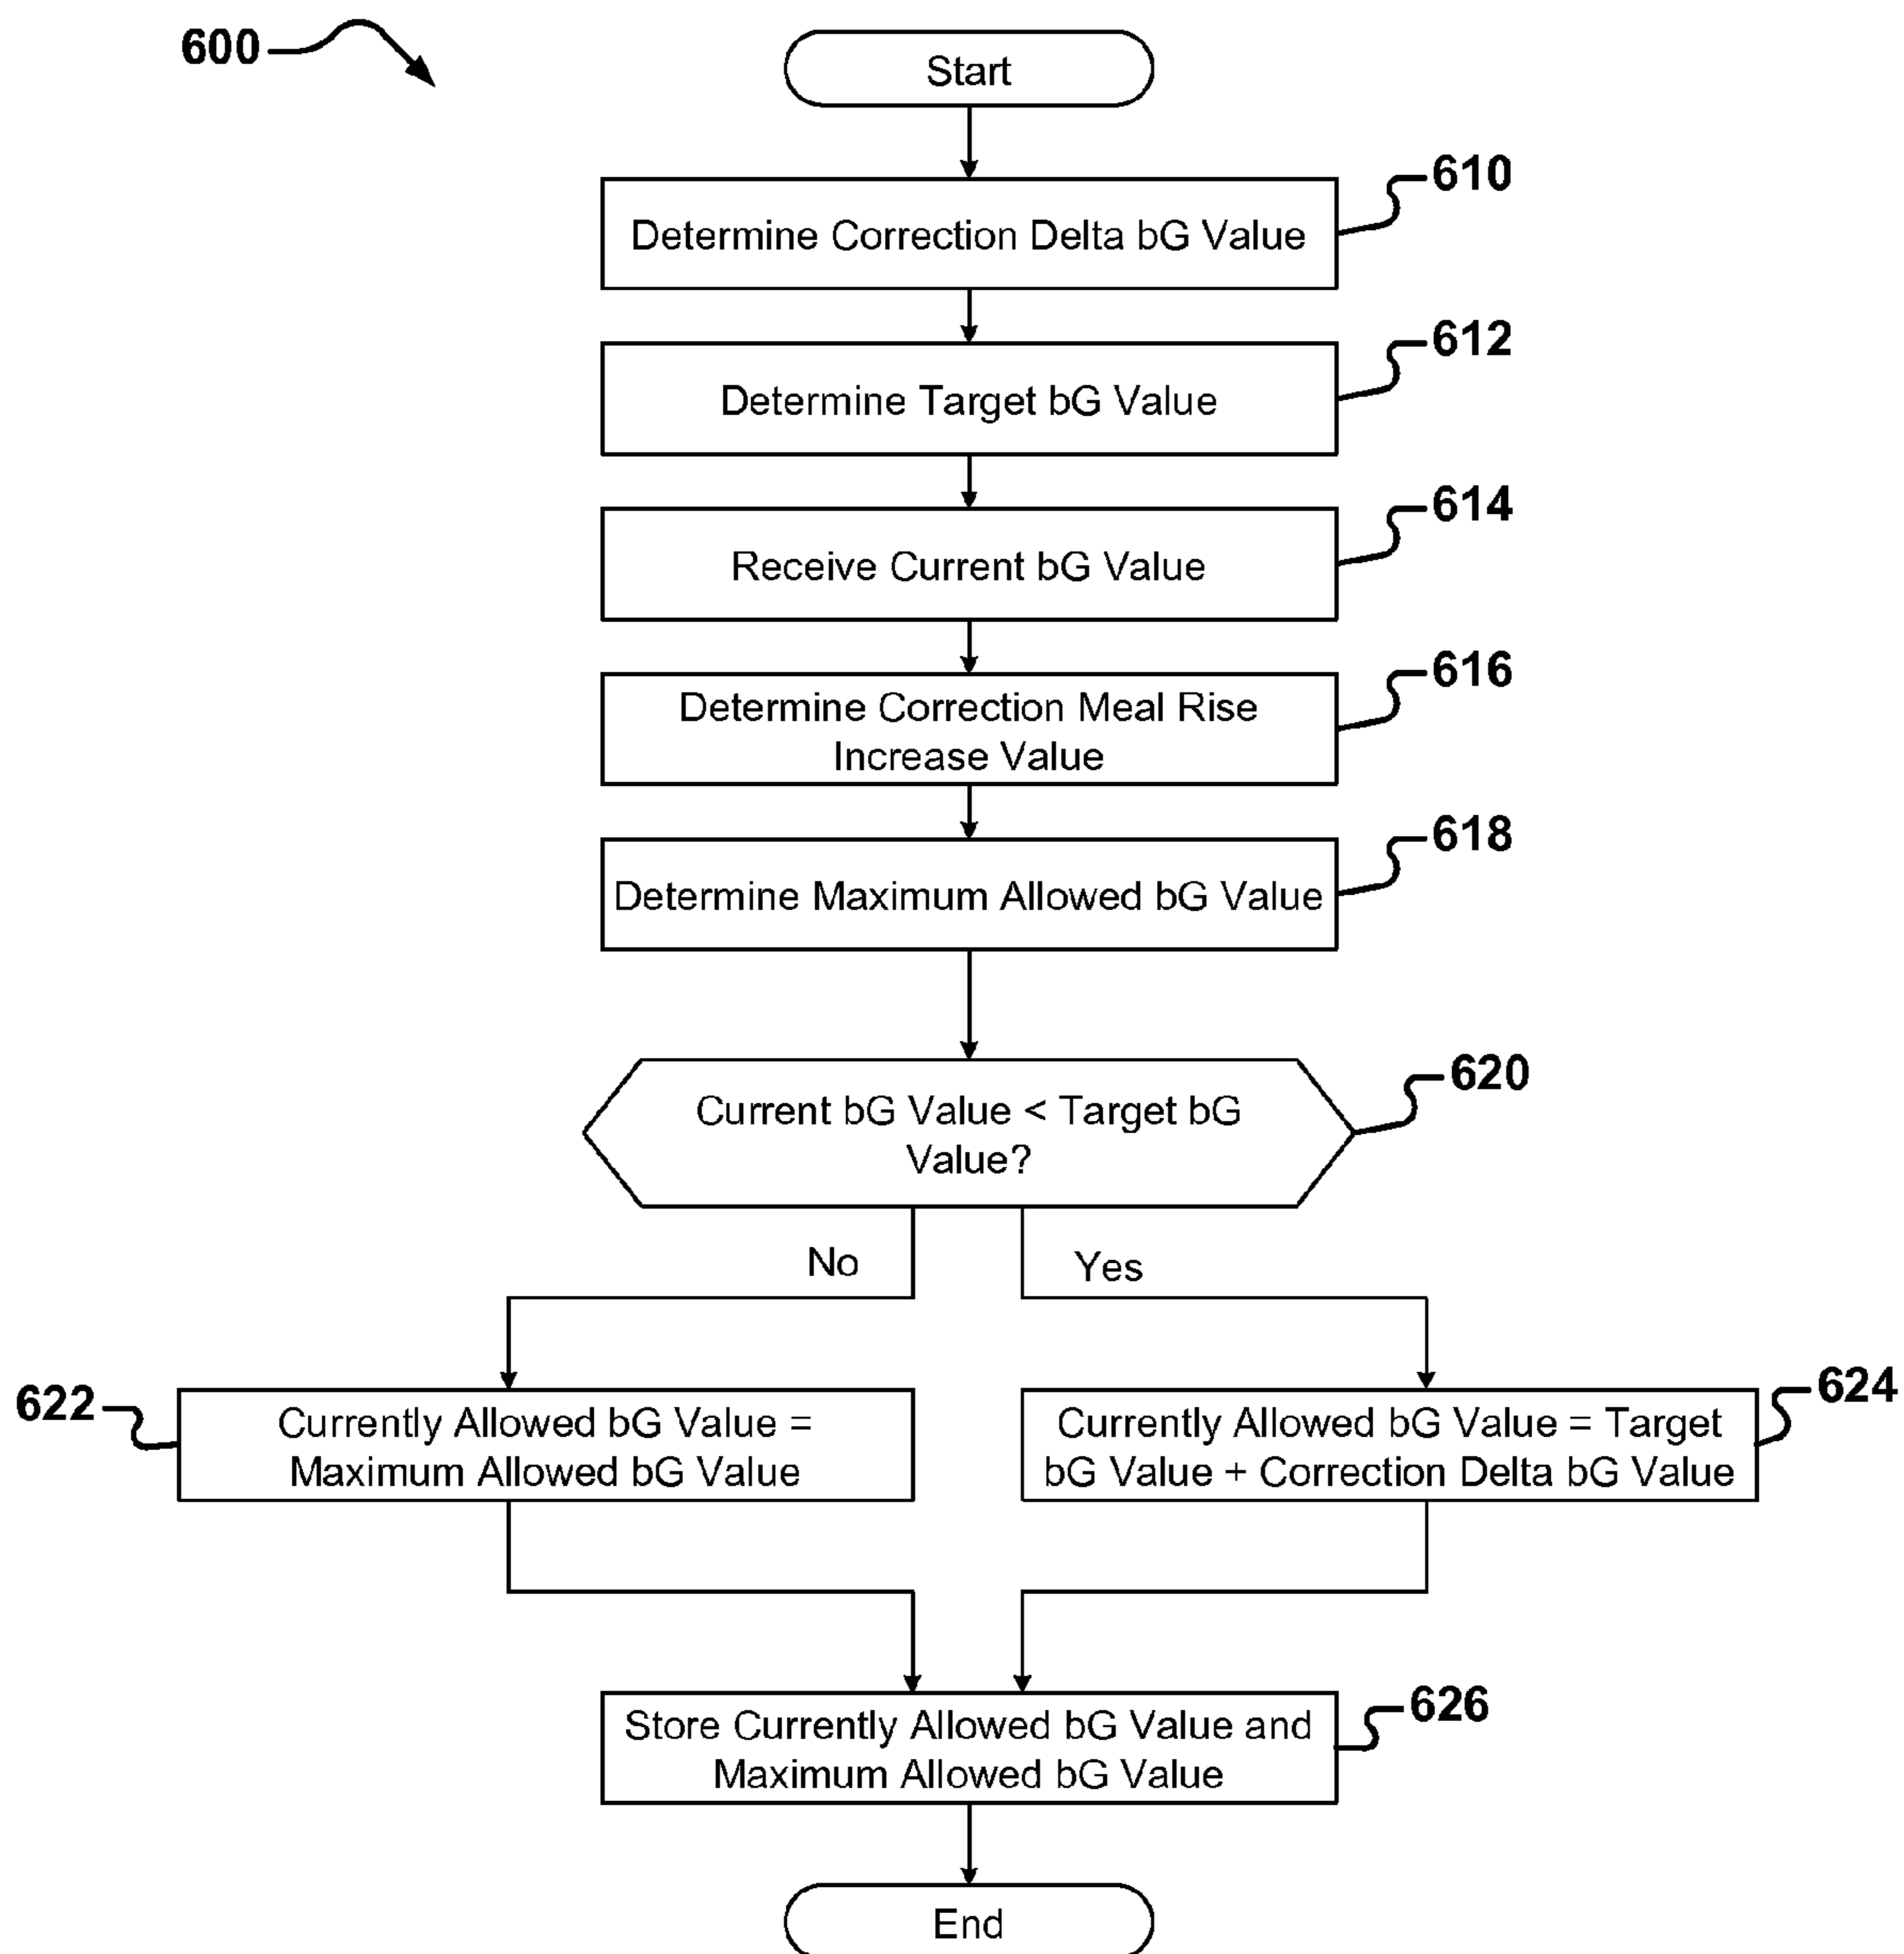 600
Start
610
Determine Correction Delta bG Value
612
Determine Target bG Value
614
Receive Current bG Value
616
Determine Correction Meal Rise
Increase Value
618
Determine Maximum Allowed bG Value
620
Current bG Value < Target bG
Value?
No
Yes
622
Currently Allowed bG Value =
Maximum Allowed bG Value
624
Currently Allowed bG Value = Target
bG Value + Correction Delta bG Value
626
Store Currently Allowed bG Value and
Maximum Allowed bG Value
End